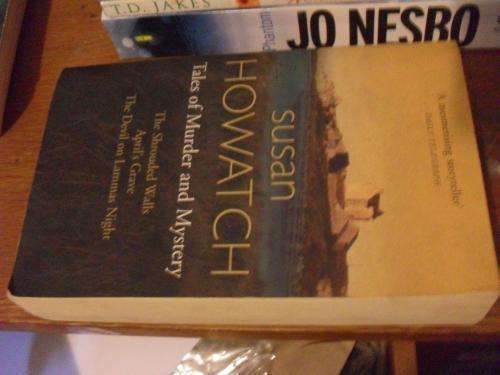 T.D. JAKES
Phantom
JO NESBO
'A mesmerising storyteller'
DAILY TELEGRAPH
susan
HOWATCH
Tales of Murder and Mystery
The Shrouded Walls
April's Grave
The Devil on Lammas Night